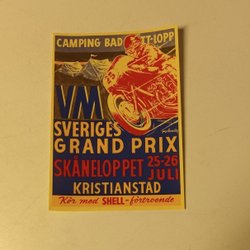 CAMPING BAD TT-LOPP
VM
SVERIGES
GRAND PRIX
SKÅNELOPPET 25-26 JULI
KRISTIANSTAD
Kör med SHELL-förtroende